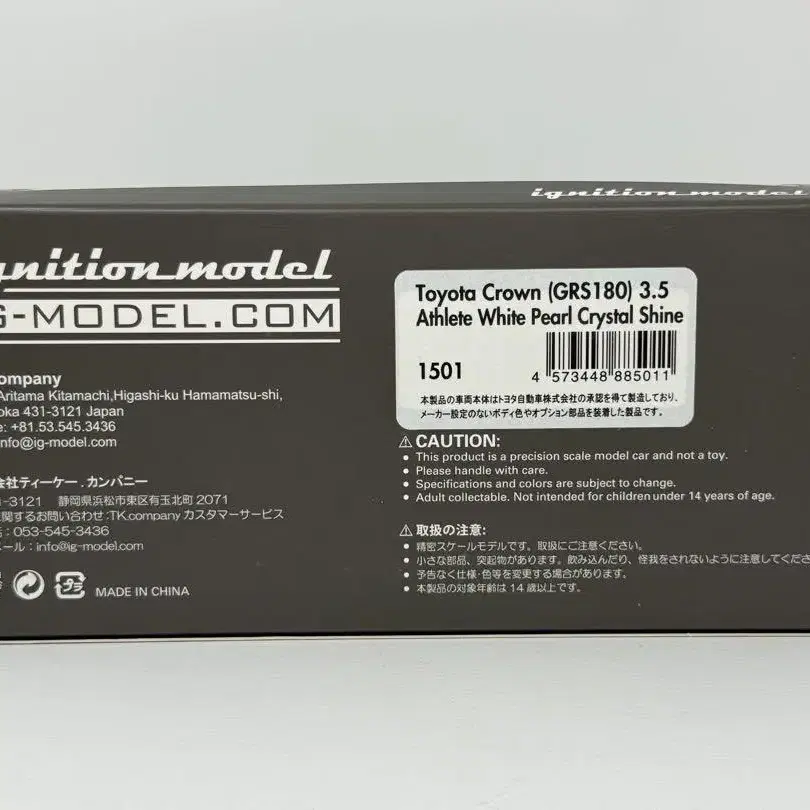 ignition model
ignition model
G-MODEL.COM
ompany
Aritama Kitamachi,Higashi-ku Hamamatsu-shi,
oka 431-3121 Japan
e: +81.53.545.3436
info@ig-model.com
会社ティーケー．カンパニー
-3121 静岡県浜松市東区有玉北町 2071
関するお問い合わせ:TK.company カスタマーサービス
: 053-545-3436
ール：info@ig-model.com
プラ
MADE IN CHINA
Toyota Crown (GRS180) 3.5
Athlete White Pearl Crystal Shine
1501
4 573448 885011
本製品の車両本体はトヨタ自動車株式会社の承認を得て製造しており、
メーカー設定のないボディ色やオプション部品を装着した製品です。
⚠ CAUTION:
• This product is a precision scale model car and not a toy.
• Please handle with care.
• Specifications and colors are subject to change.
• Adult collectable. Not intended for children under 14 years of age.
⚠ 取扱の注意:
• 精密スケールモデルです。取扱にご注意ください。
• 小さな部品、突起物があります。飲み込んだり、怪我をされないように注意してくださ
• 予告なく仕様・色等を変更する場合があります。
• 本製品の対象年齢は 14 歳以上です。